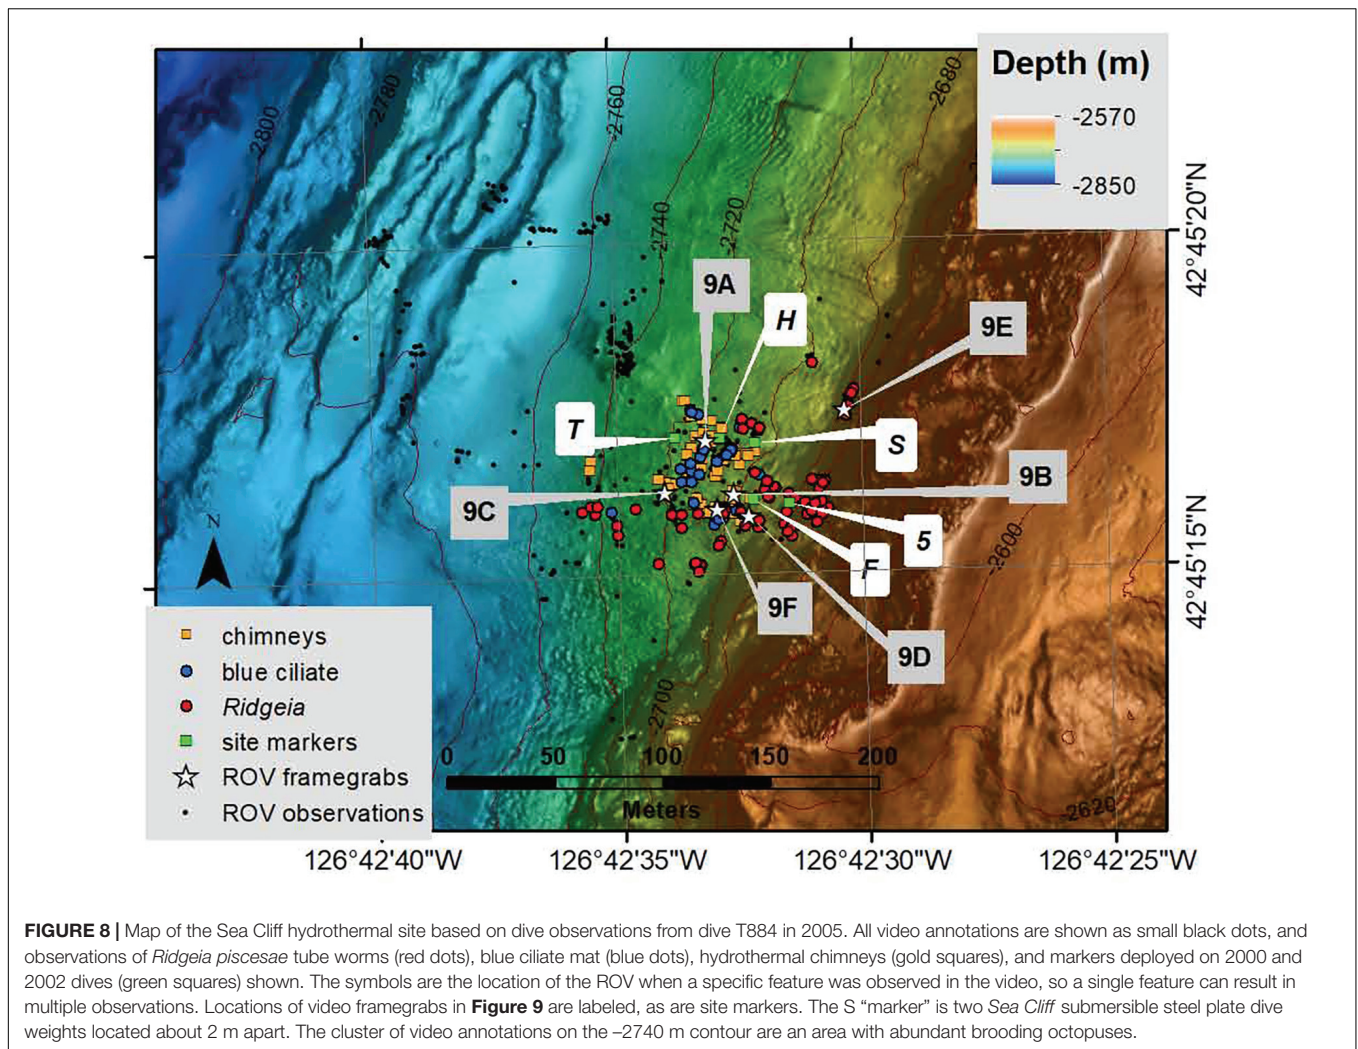 Depth (m)
-2570
-2850
-2800
-2780
-2760
-2740
-2720
-2680
42°45'20"N
9A
H
9E
T
S
9B
9C
5
F
-2600
42°45'15"N
N
9F
9D
chimneys
blue ciliate
Ridgeia
site markers
ROV framegrabs
ROV observations
-2700
0 50 100 150 200
Meters
-2620
126°42'40"W 126°42'35"W 126°42'30"W 126°42'25"W
FIGURE 8 | Map of the Sea Cliff hydrothermal site based on dive observations from dive T884 in 2005. All video annotations are shown as small black dots, and
observations of Ridgeia piscesae tube worms (red dots), blue ciliate mat (blue dots), hydrothermal chimneys (gold squares), and markers deployed on 2000 and
2002 dives (green squares) shown. The symbols are the location of the ROV when a specific feature was observed in the video, so a single feature can result in
multiple observations. Locations of video framegrabs in Figure 9 are labeled, as are site markers. The S “marker” is two Sea Cliff submersible steel plate dive
weights located about 2 m apart. The cluster of video annotations on the –2740 m contour are an area with abundant brooding octopuses.